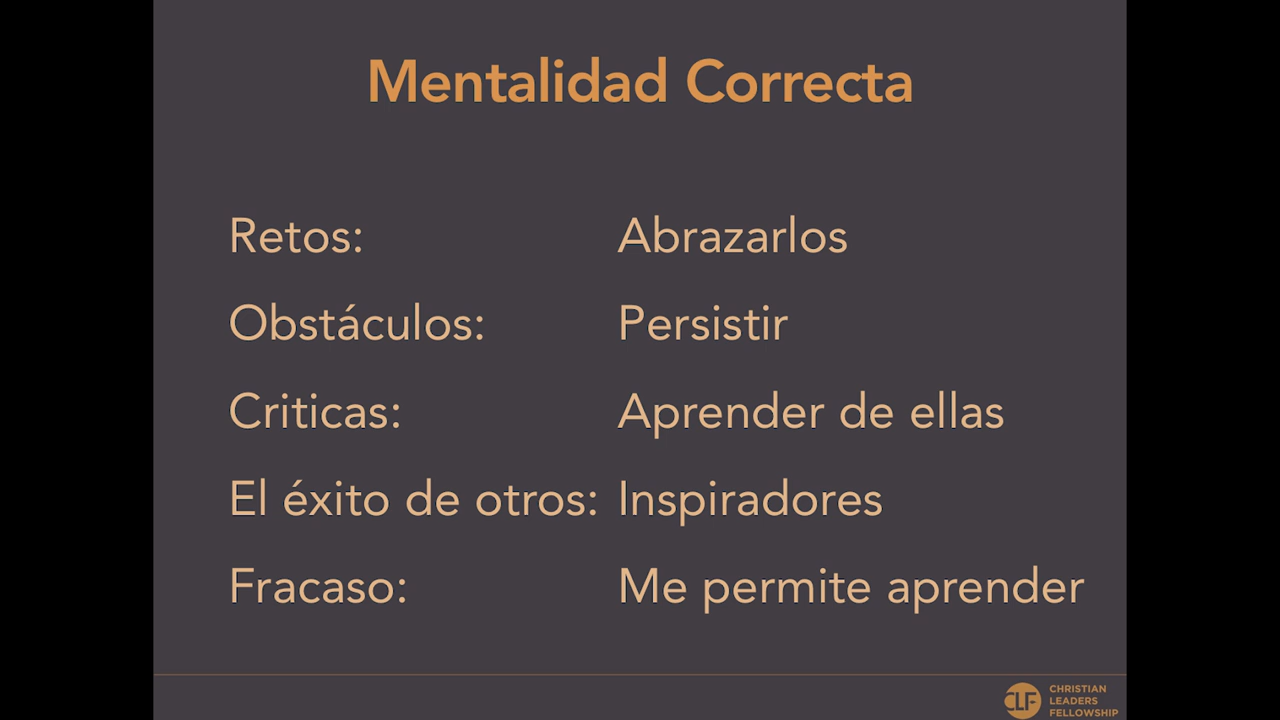 Mentalidad Correcta
Retos: Abrazarlos
Obstáculos: Persistir
Criticas: Aprender de ellas
El éxito de otros: Inspiradores
Fracaso: Me permite aprender
CLF
CHRISTIAN
LEADERS
FELLOWSHIP